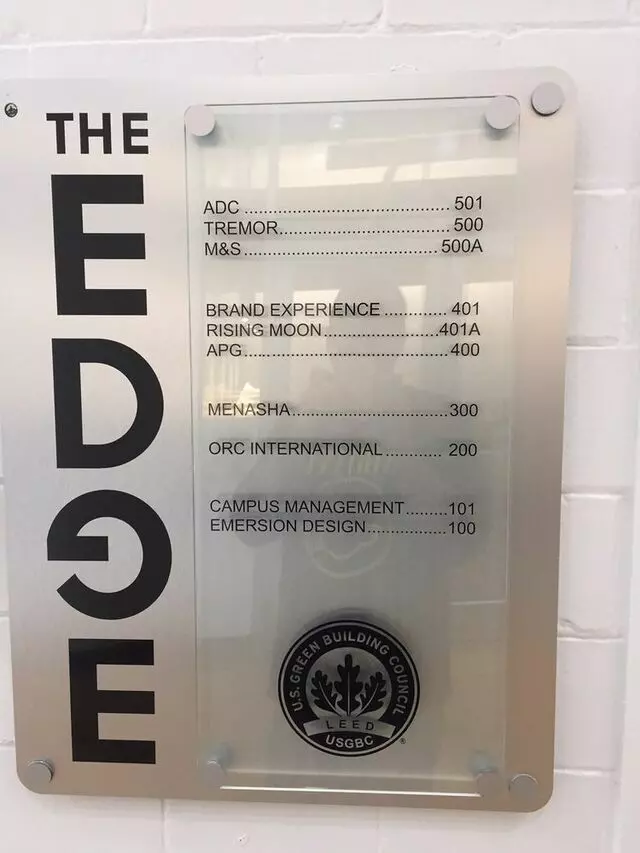 THE
EDGE
ADC .................................... 501
TREMOR.............................. 500
M&S.................................. 500A
BRAND EXPERIENCE ............. 401
RISING MOON....................401A
APG....................................400
MENASHA............................300
ORC INTERNATIONAL............ 200
CAMPUS MANAGEMENT.........101
EMERSION DESIGN.................100
U.S. GREEN BUILDING COUNCIL
LEED
USGBC
®